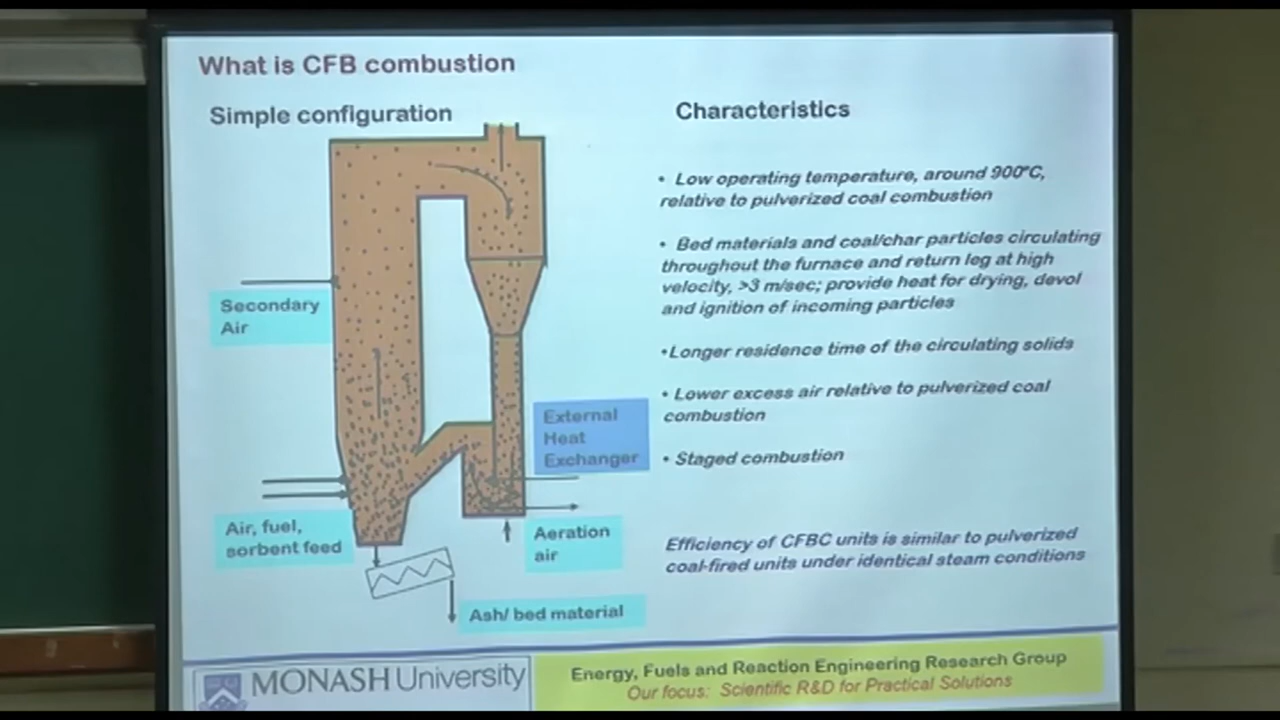 What is CFB combustion
Simple configuration
Secondary
Air
Air, fuel,
sorbent feed
External
Heat
Exchanger
Aeration
air
Ash/ bed material
Characteristics
• Low operating temperature, around 900°C,
relative to pulverized coal combustion
• Bed materials and coal/char particles circulating
throughout the furnace and return leg at high
velocity, >3 m/sec; provide heat for drying, devol
and ignition of incoming particles
•Longer residence time of the circulating solids
• Lower excess air relative to pulverized coal
combustion
• Staged combustion
Efficiency of CFBC units is similar to pulverized
coal-fired units under identical steam conditions
MONASH University
Energy, Fuels and Reaction Engineering Research Group
Our focus: Scientific R&D for Practical Solutions